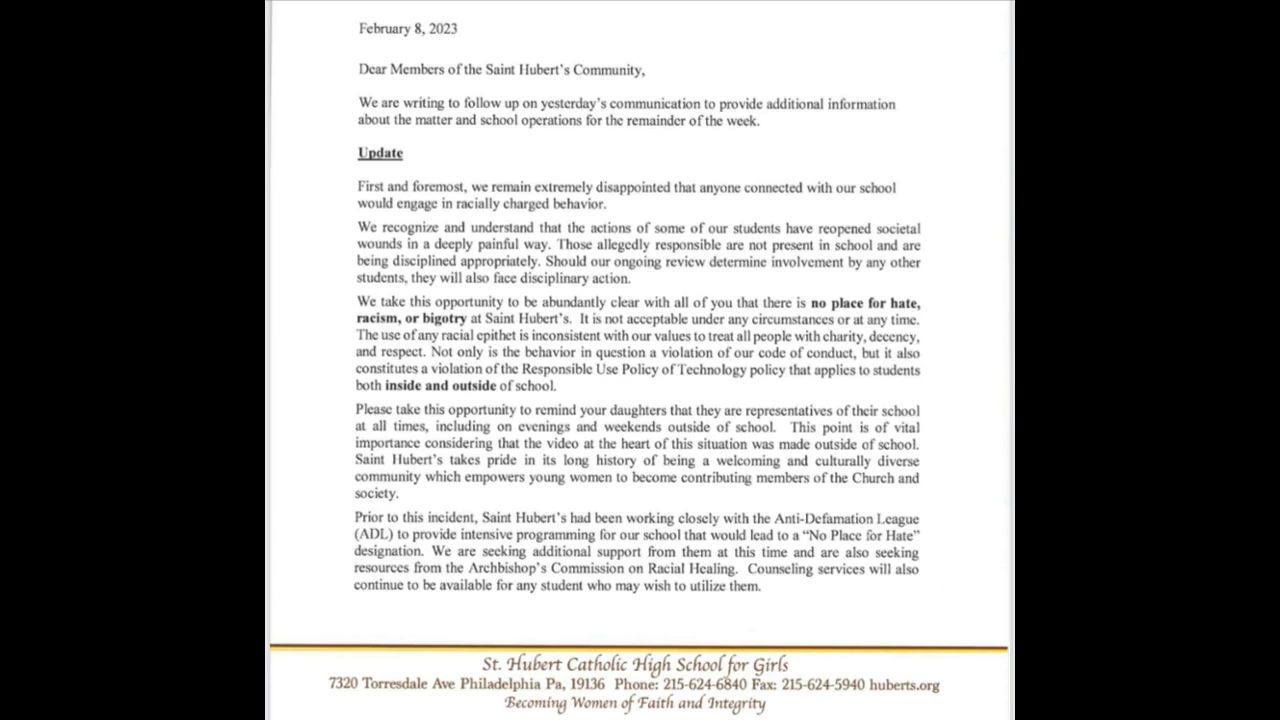 February 8, 2023
Dear Members of the Saint Hubert's Community,
We are writing to follow up on yesterday's communication to provide additional information
about the matter and school operations for the remainder of the week.
Update
First and foremost, we remain extremely disappointed that anyone connected with our school
would engage in racially charged behavior.
We recognize and understand that the actions of some of our students have reopened societal
wounds in a deeply painful way. Those allegedly responsible are not present in school and are
being disciplined appropriately. Should our ongoing review determine involvement by any other
students, they will also face disciplinary action.
We take this opportunity to be abundantly clear with all of you that there is no place for hate,
racism, or bigotry at Saint Hubert's. It is not acceptable under any circumstances or at any time.
The use of any racial epithet is inconsistent with our values to treat all people with charity, decency,
and respect. Not only is the behavior in question a violation of our code of conduct, but it also
constitutes a violation of the Responsible Use Policy of Technology policy that applies to students
both inside and outside of school.
Please take this opportunity to remind your daughters that they are representatives of their school
at all times, including on evenings and weekends outside of school. This point is of vital
importance considering that the video at the heart of this situation was made outside of school.
Saint Hubert's takes pride in its long history of being a welcoming and culturally diverse
community which empowers young women to become contributing members of the Church and
society.
Prior to this incident, Saint Hubert's had been working closely with the Anti-Defamation League
(ADL) to provide intensive programming for our school that would lead to a "No Place for Hate"
designation. We are seeking additional support from them at this time and are also seeking
resources from the Archbishop's Commission on Racial Healing. Counseling services will also
continue to be available for any student who may wish to utilize them.
St. Hubert Catholic High School for Girls
7320 Torresdale Ave Philadelphia Pa, 19136 Phone: 215-624-6840 Fax: 215-624-5940 huberts.org
Becoming Women of Faith and Integrity